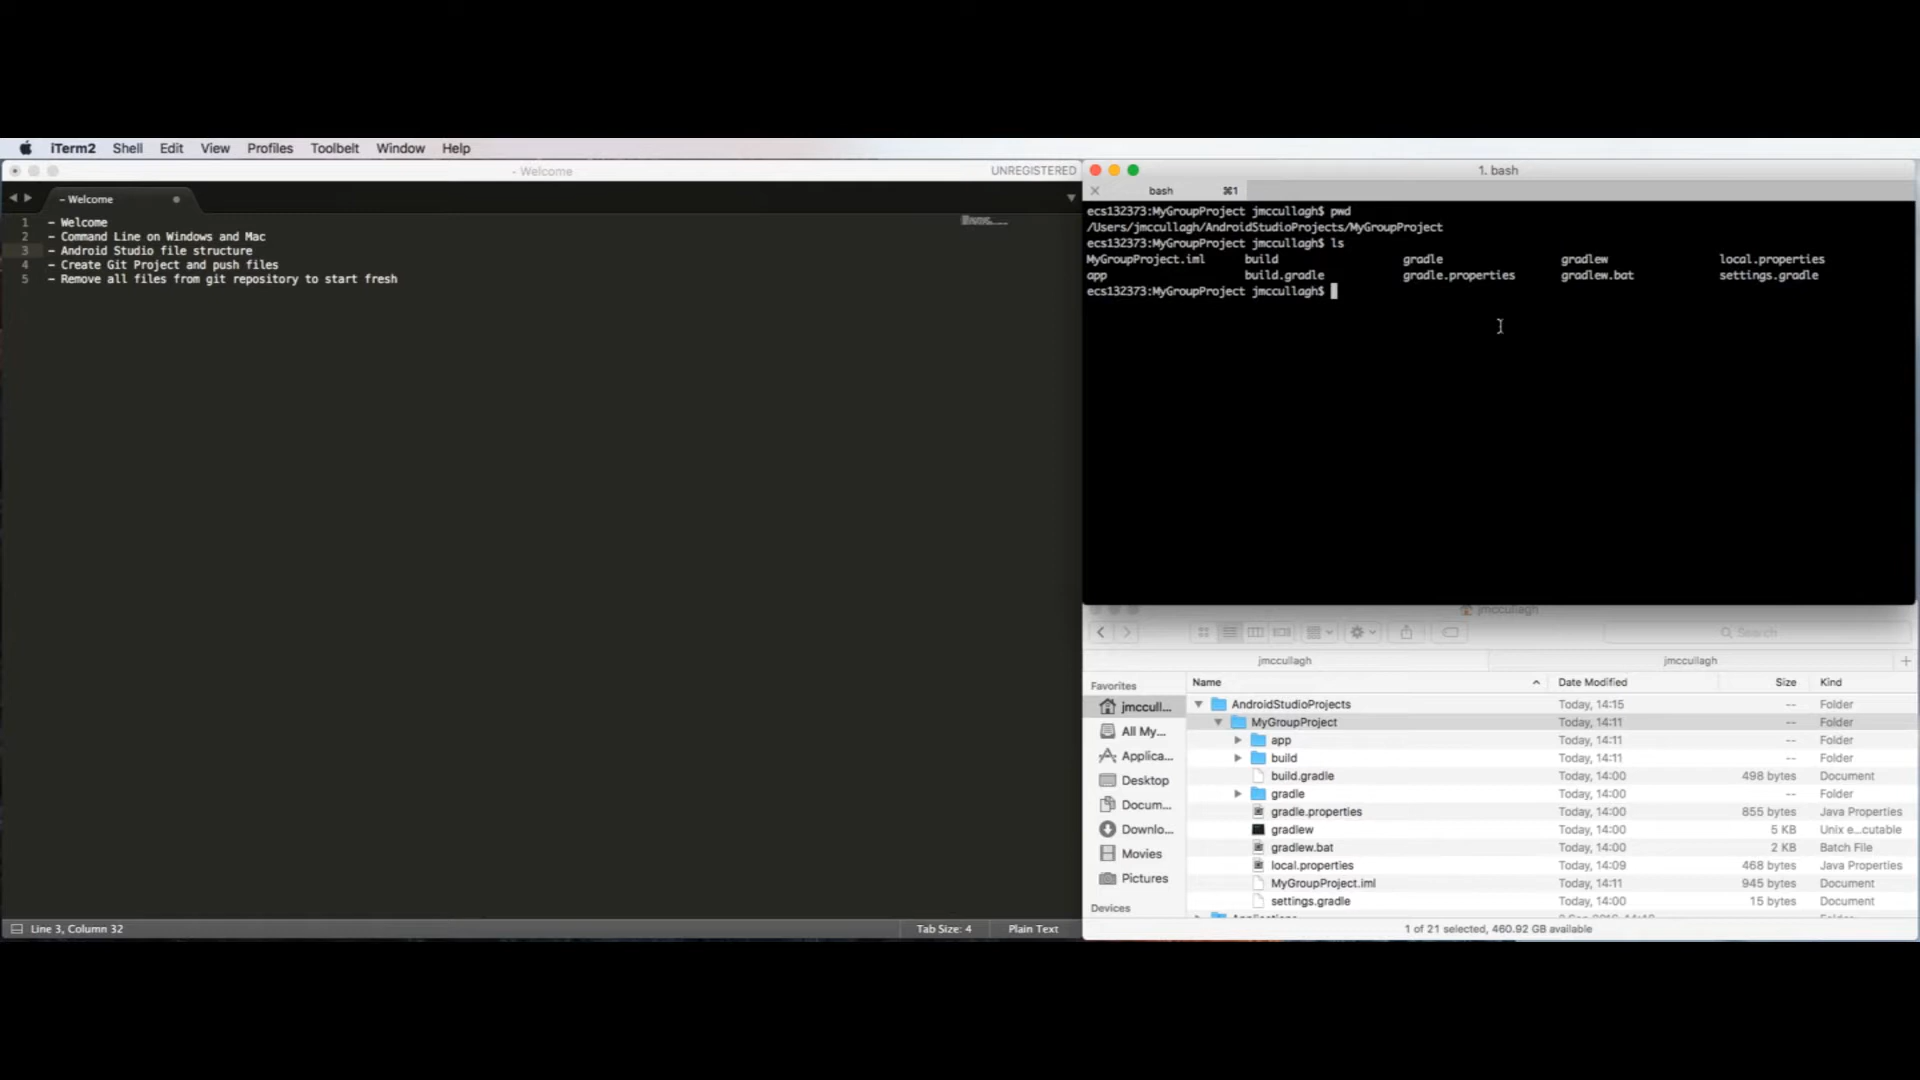 iTerm2 Shell Edit View Profiles Toolbelt Window Help
- Welcome UNREGISTERED
- Welcome
1 - Welcome
2 - Command Line on Windows and Mac
3 - Android Studio file structure
4 - Create Git Project and push files
5 - Remove all files from git repository to start fresh
Line 3, Column 32 Tab Size: 4 Plain Text
1. bash
bash ⌘1
ecs132373:MyGroupProject jmccullagh$ pwd
/Users/jmccullagh/AndroidStudioProjects/MyGroupProject
ecs132373:MyGroupProject jmccullagh$ ls
MyGroupProject.iml build gradle gradlew local.properties
app build.gradle gradle.properties gradlew.bat settings.gradle
ecs132373:MyGroupProject jmccullagh$
jmccullagh
Search
jmccullagh jmccullagh
Favorites
jmccull...
All My...
Applica...
Desktop
Docum...
Downlo...
Movies
Pictures
Devices
Name Date Modified Size Kind
AndroidStudioProjects Today, 14:15 -- Folder
MyGroupProject Today, 14:11 -- Folder
app Today, 14:11 -- Folder
build Today, 14:11 -- Folder
build.gradle Today, 14:00 498 bytes Document
gradle Today, 14:00 -- Folder
gradle.properties Today, 14:00 855 bytes Java Properties
gradlew Today, 14:00 5 KB Unix e...cutable
gradlew.bat Today, 14:00 2 KB Batch File
local.properties Today, 14:09 468 bytes Java Properties
MyGroupProject.iml Today, 14:11 945 bytes Document
settings.gradle Today, 14:00 15 bytes Document
1 of 21 selected, 460.92 GB available